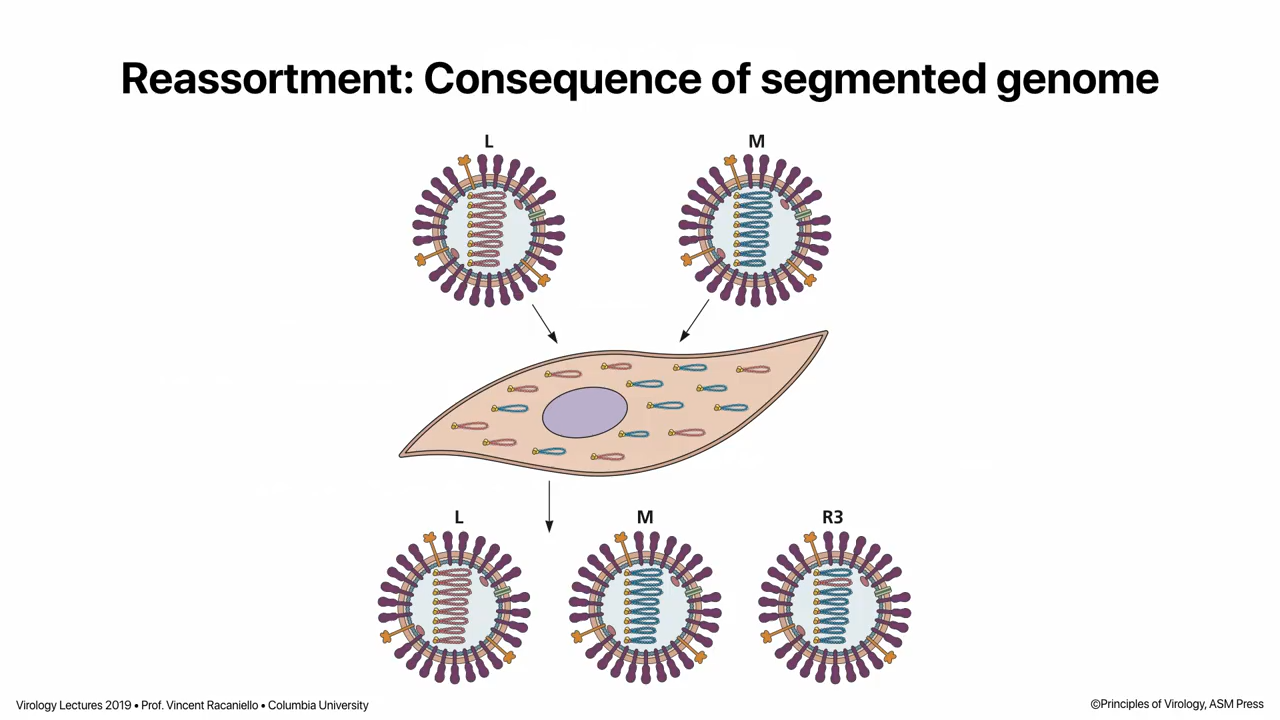 Reassortment: Consequence of segmented genome
L
M
L
M
R3
Virology Lectures 2019 • Prof. Vincent Racaniello • Columbia University
©Principles of Virology, ASM Press